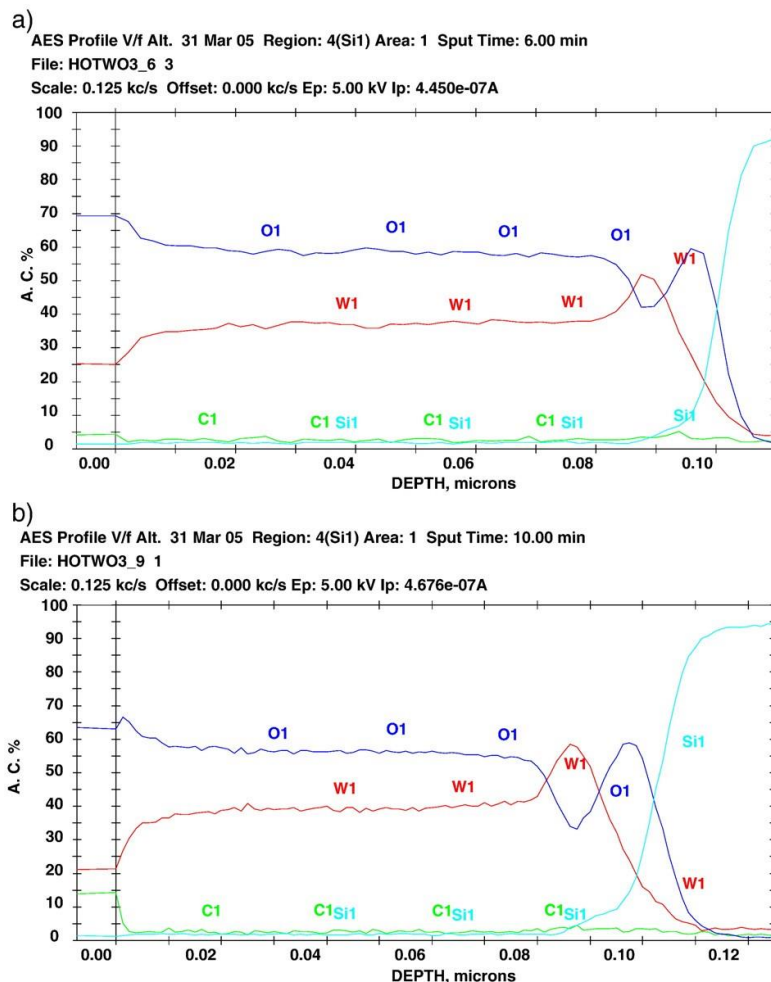 a)
AES Profile V/f Alt. 31 Mar 05 Region: 4(Si1) Area: 1 Sput Time: 6.00 min
File: HOTWO3_6 3
Scale: 0.125 kc/s Offset: 0.000 kc/s Ep: 5.00 kV Ip: 4.450e-07A
100
90
80
70
60
50
40
30
20
10
0
A. C. %
O1 O1 O1 O1
W1
W1 W1 W1
C1 C1 Si1 C1 Si1 C1 Si1 Si1
0.00 0.02 0.04 0.06 0.08 0.10
DEPTH, microns
b)
AES Profile V/f Alt. 31 Mar 05 Region: 4(Si1) Area: 1 Sput Time: 10.00 min
File: HOTWO3_9 1
Scale: 0.125 kc/s Offset: 0.000 kc/s Ep: 5.00 kV Ip: 4.676e-07A
100
90
80
70
60
50
40
30
20
10
0
A. C. %
O1 O1 O1 Si1
W1 W1 W1 O1
W1
C1 C1 Si1 C1 Si1 C1 Si1
0.00 0.02 0.04 0.06 0.08 0.10 0.12
DEPTH, microns